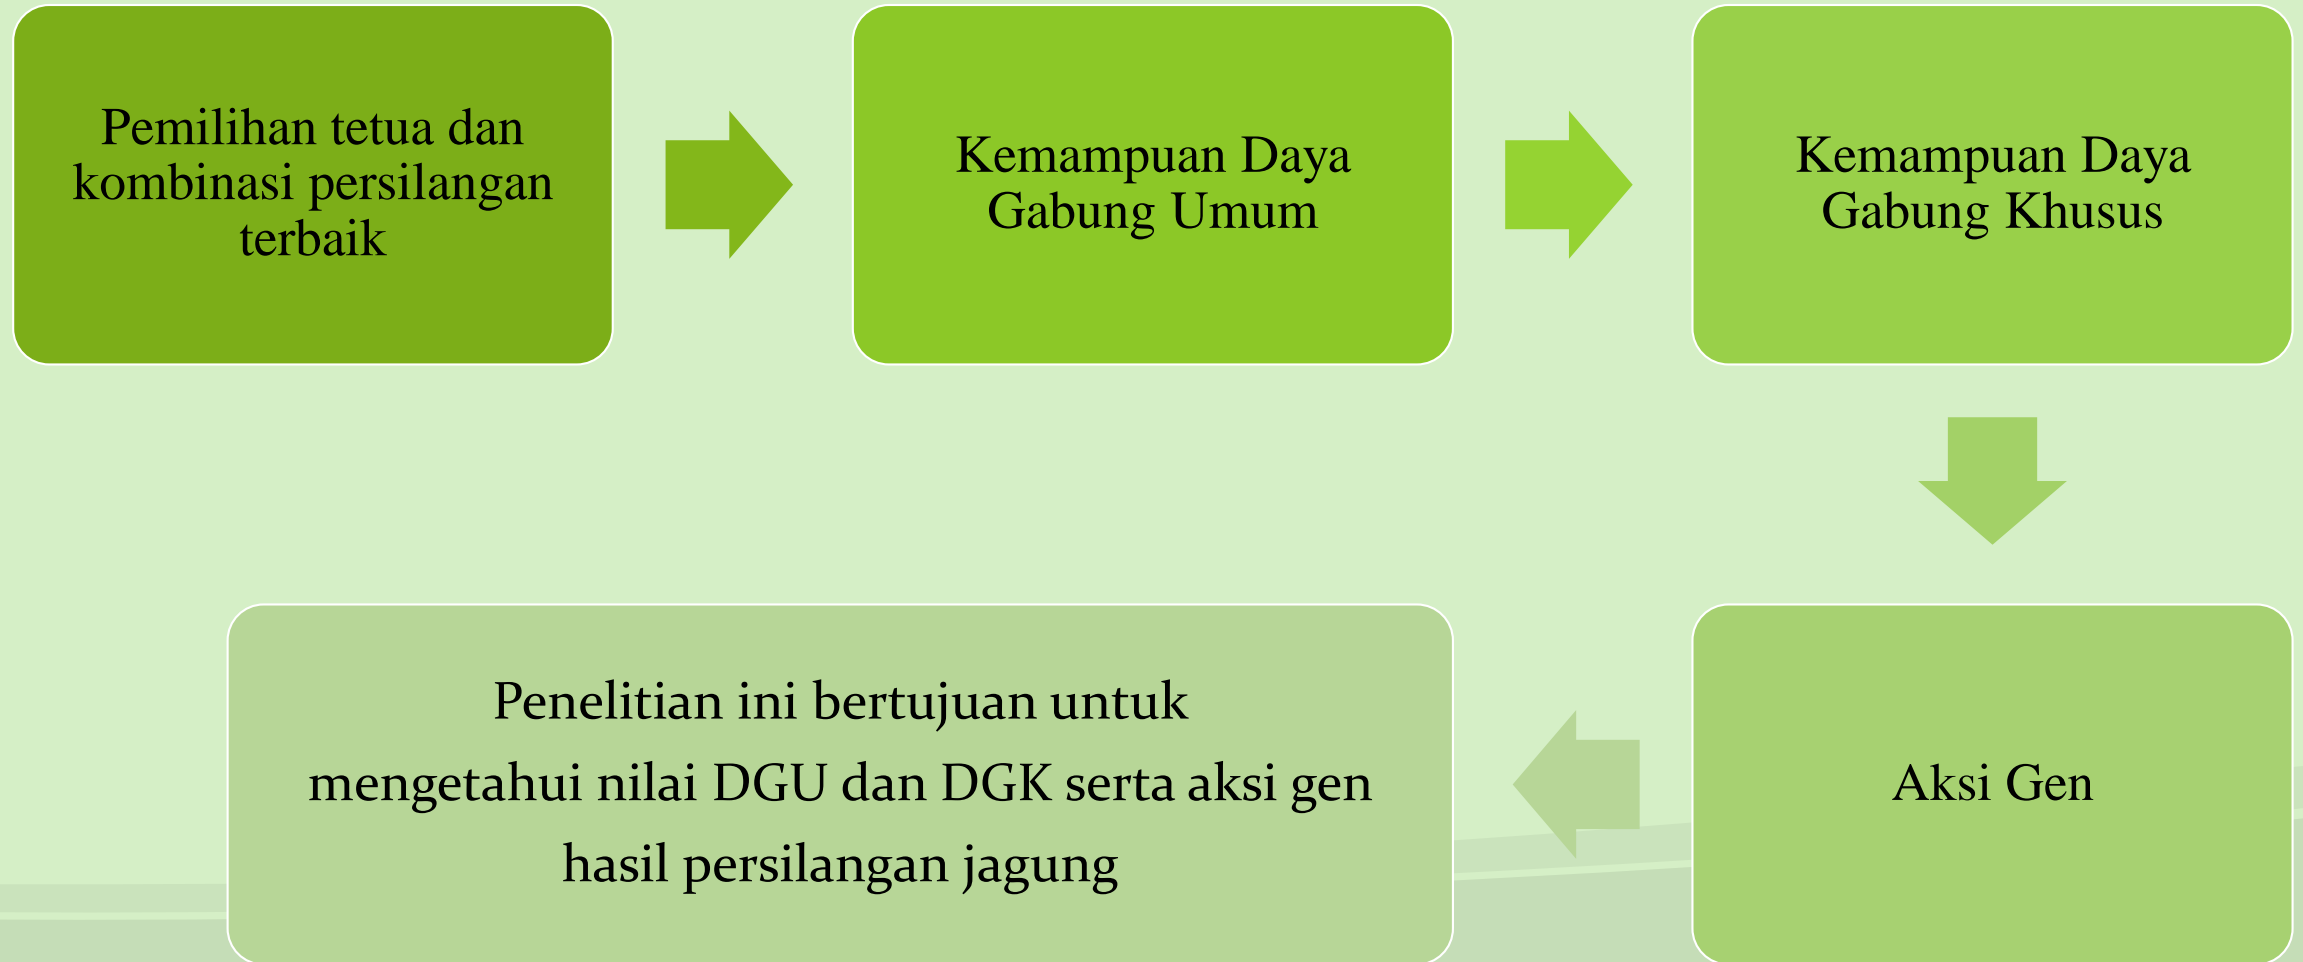 Pemilihan tetua dan
kombinasi persilangan
terbaik
Kemampuan Daya
Gabung Umum
Kemampuan Daya
Gabung Khusus
Aksi Gen
Penelitian ini bertujuan untuk
mengetahui nilai DGU dan DGK serta aksi gen
hasil persilangan jagung